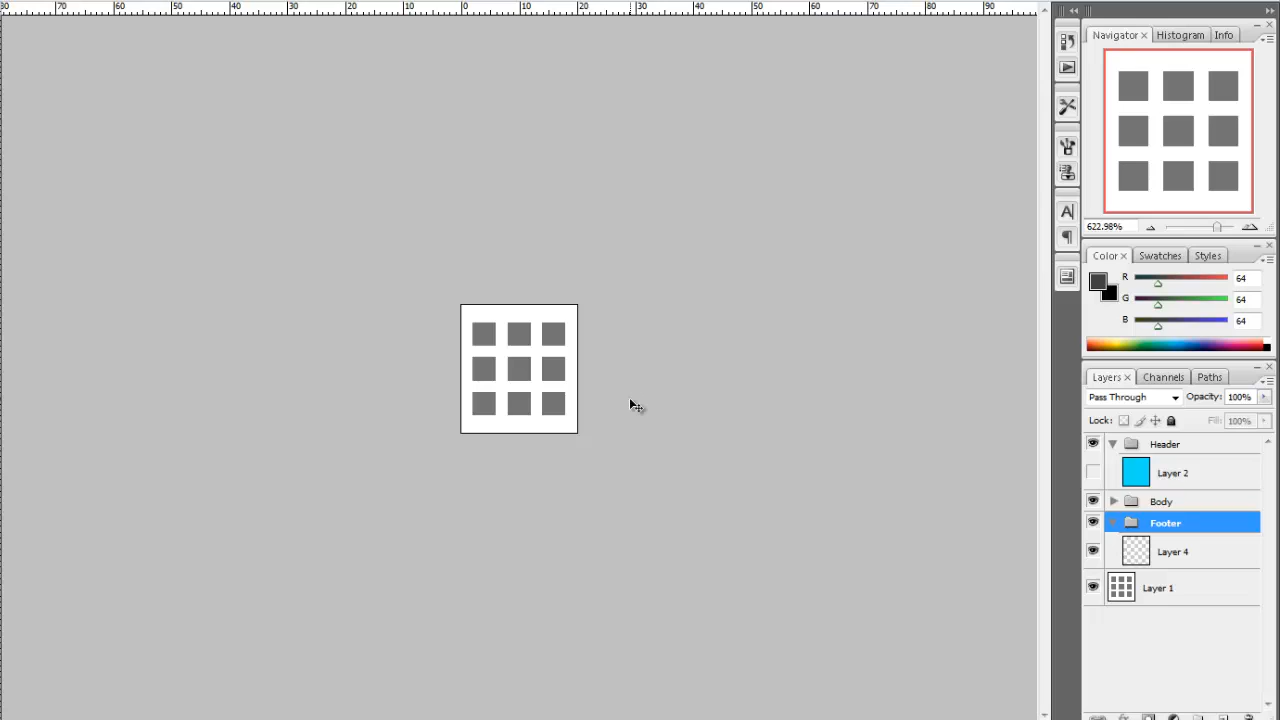 80 70 60 50 40 30 20 10 0 10 20 30 40 50 60 70 80 90
Navigator Histogram Info
622.98%
Color Swatches Styles
R 64
G 64
B 64
Layers Channels Paths
Pass Through Opacity: 100%
Lock: Fill: 100%
Header
Layer 2
Body
Footer
Layer 4
Layer 1